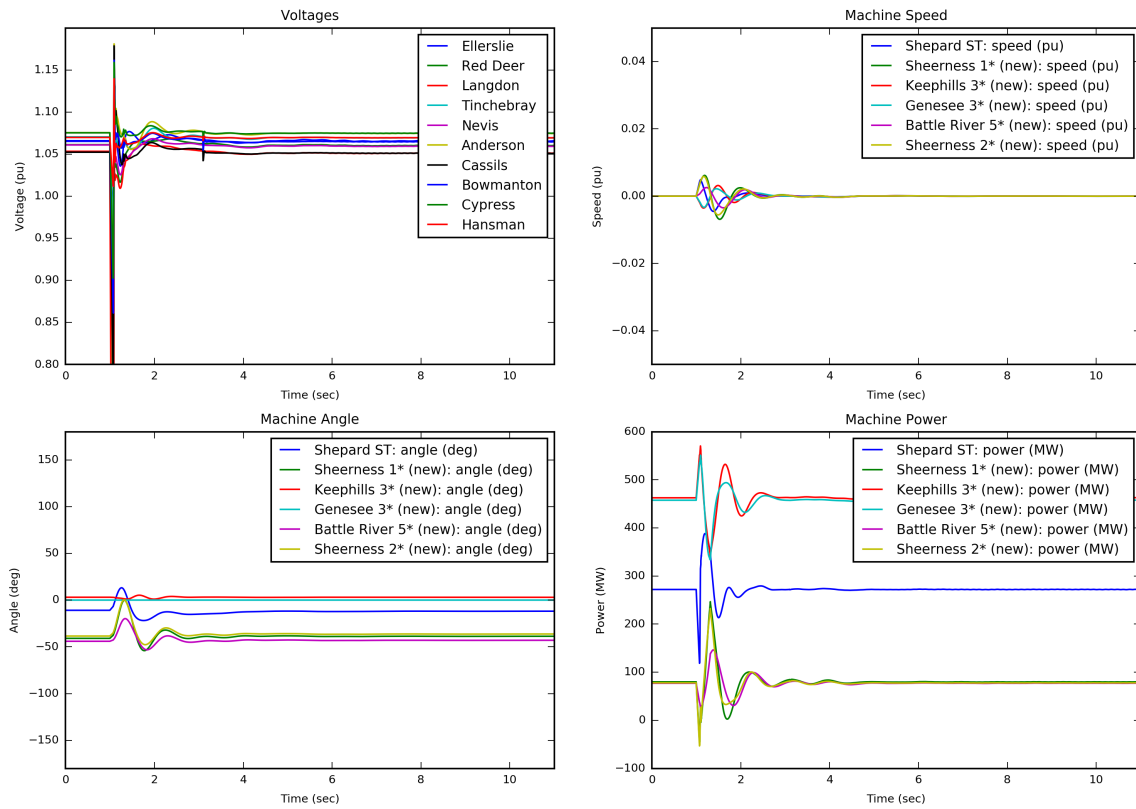 Voltages
Voltage (pu)
1.15
1.10
1.05
1.00
0.95
0.90
0.85
0.80
0 2 4 6 8 10
Time (sec)
Ellerslie
Red Deer
Langdon
Tinchebray
Nevis
Anderson
Cassils
Bowmanton
Cypress
Hansman
Machine Speed
Speed (pu)
0.04
0.02
0.00
−0.02
−0.04
0 2 4 6 8 10
Time (sec)
Shepard ST: speed (pu)
Sheerness 1* (new): speed (pu)
Keephills 3* (new): speed (pu)
Genesee 3* (new): speed (pu)
Battle River 5* (new): speed (pu)
Sheerness 2* (new): speed (pu)
Machine Angle
Angle (deg)
150
100
50
0
−50
−100
−150
0 2 4 6 8 10
Time (sec)
Shepard ST: angle (deg)
Sheerness 1* (new): angle (deg)
Keephills 3* (new): angle (deg)
Genesee 3* (new): angle (deg)
Battle River 5* (new): angle (deg)
Sheerness 2* (new): angle (deg)
Machine Power
Power (MW)
600
500
400
300
200
100
0
−100
0 2 4 6 8 10
Time (sec)
Shepard ST: power (MW)
Sheerness 1* (new): power (MW)
Keephills 3* (new): power (MW)
Genesee 3* (new): power (MW)
Battle River 5* (new): power (MW)
Sheerness 2* (new): power (MW)